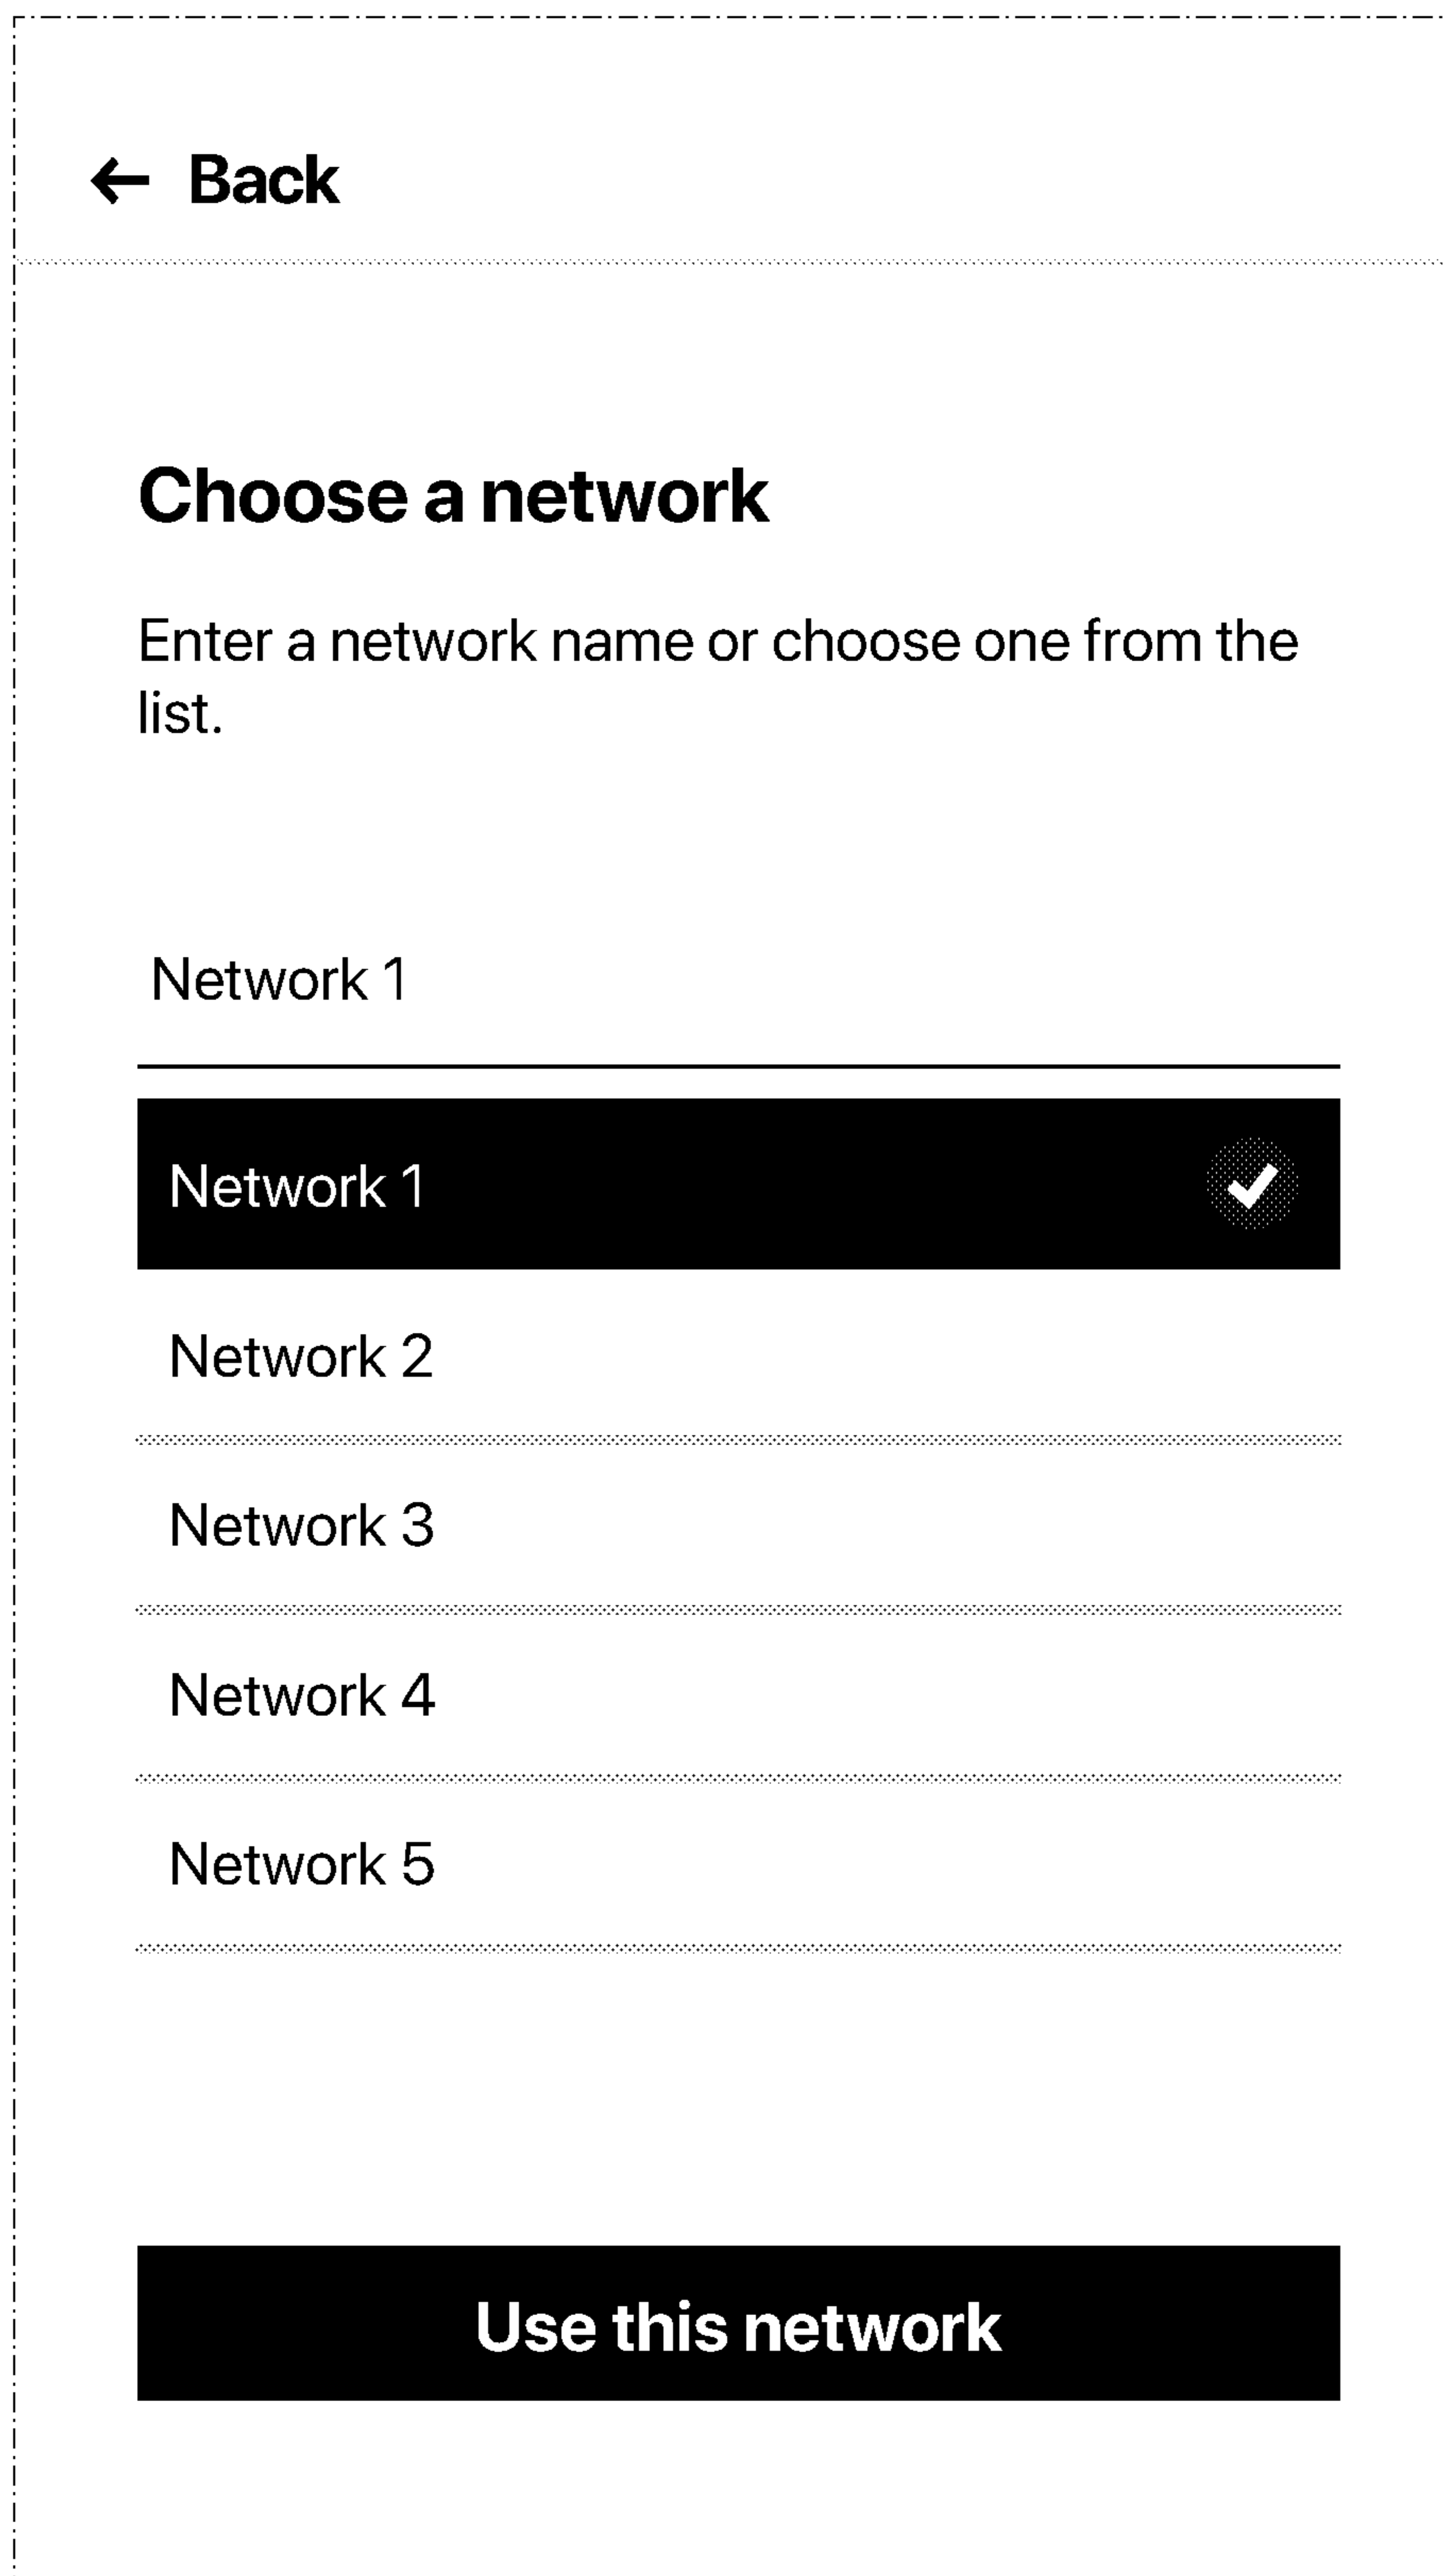 Back
Choose a network
Enter a network name or choose one from the
list.
Network 1
Network 1
Network 2
Network 3
Network 4
Network 5
Use this network